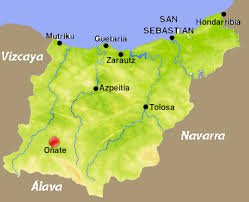 Hondarribia
SAN
SEBASTIAN
Mutriku
Guetaria
Zarautz
Vizcaya
Azpeitia
Tolosa
Navarra
Oñate
Álava